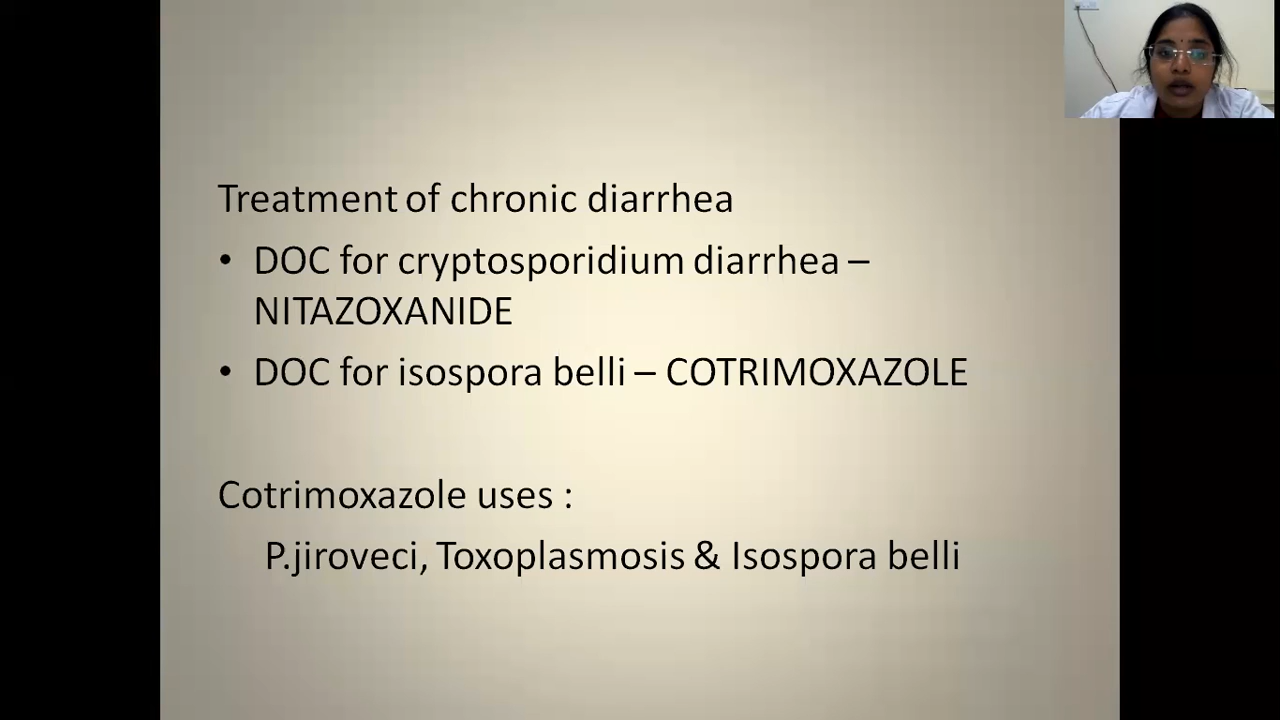 Treatment of chronic diarrhea
• DOC for cryptosporidium diarrhea –
NITAZOXANIDE
• DOC for isospora belli – COTRIMOXAZOLE
Cotrimoxazole uses :
P.jiroveci, Toxoplasmosis & Isospora belli